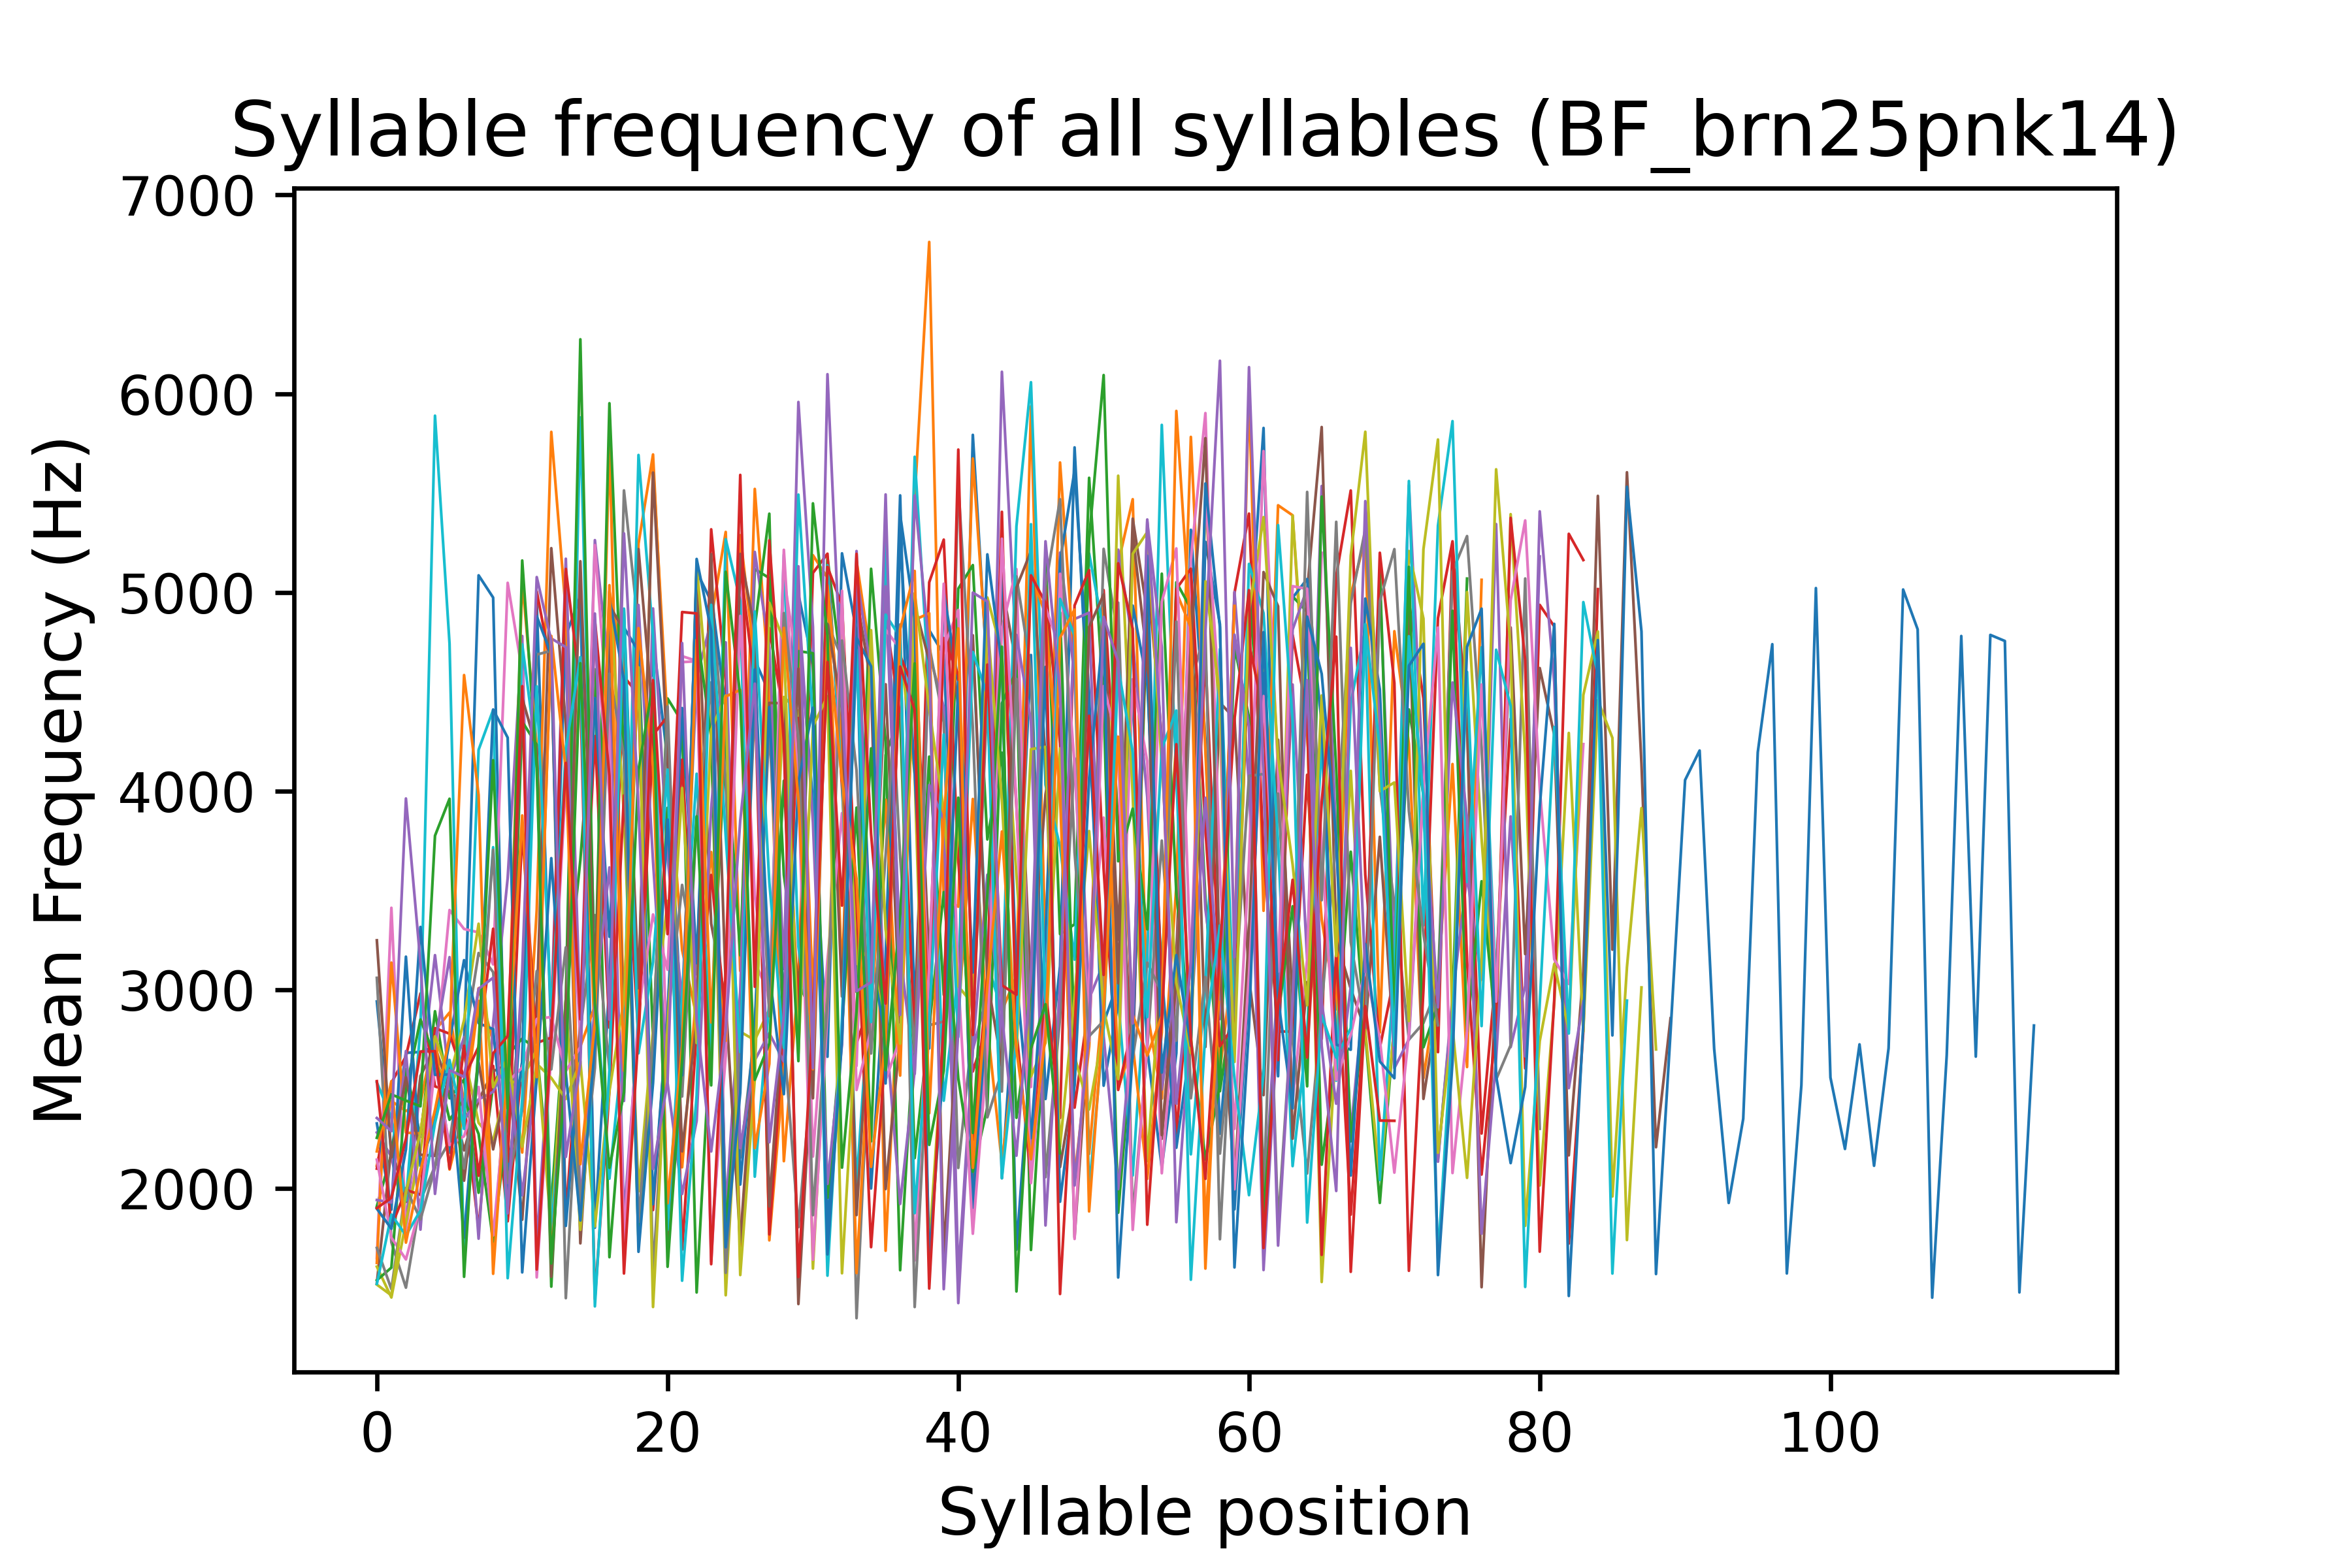 Syllable frequency of all syllables (BF_brn25pnk14)
7000
6000
5000
4000
3000
2000
Mean Frequency (Hz)
0 20 40 60 80 100
Syllable position